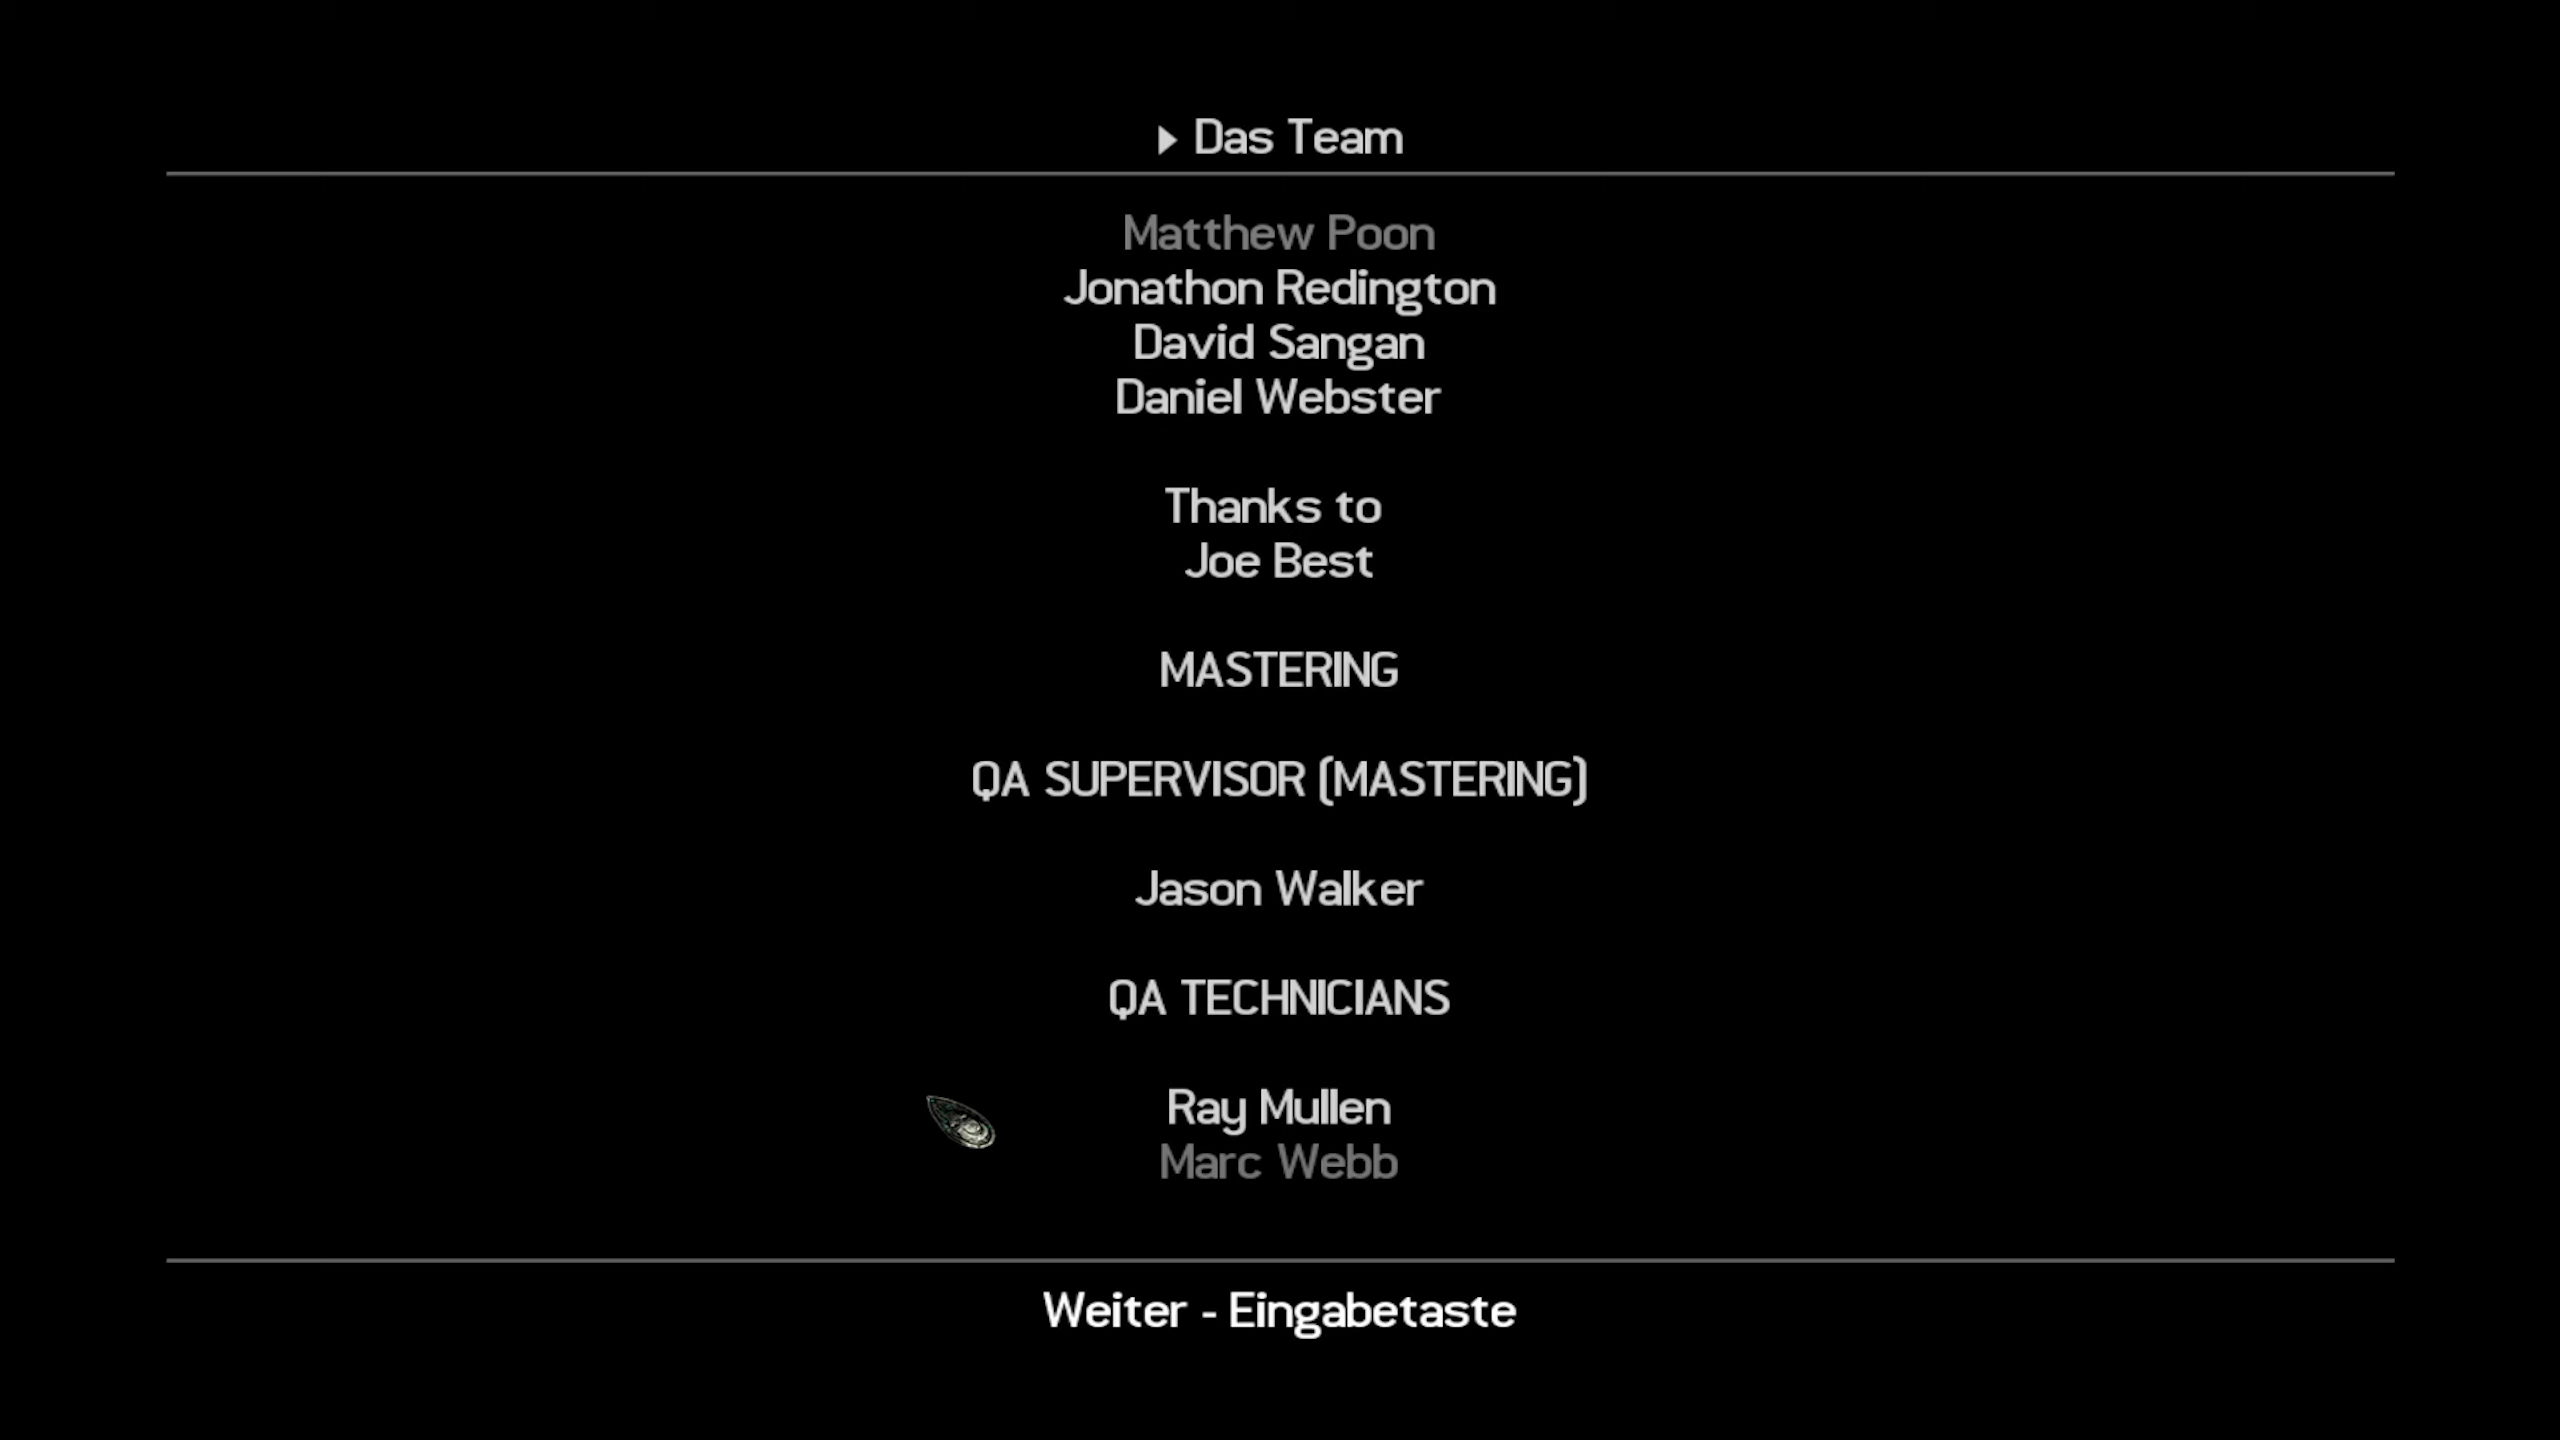 Das Team
Matthew Poon
Jonathon Redington
David Sangan
Daniel Webster
Thanks to
Joe Best
MASTERING
QA SUPERVISOR (MASTERING)
Jason Walker
QA TECHNICIANS
Ray Mullen
Marc Webb
Weiter - Eingabetaste